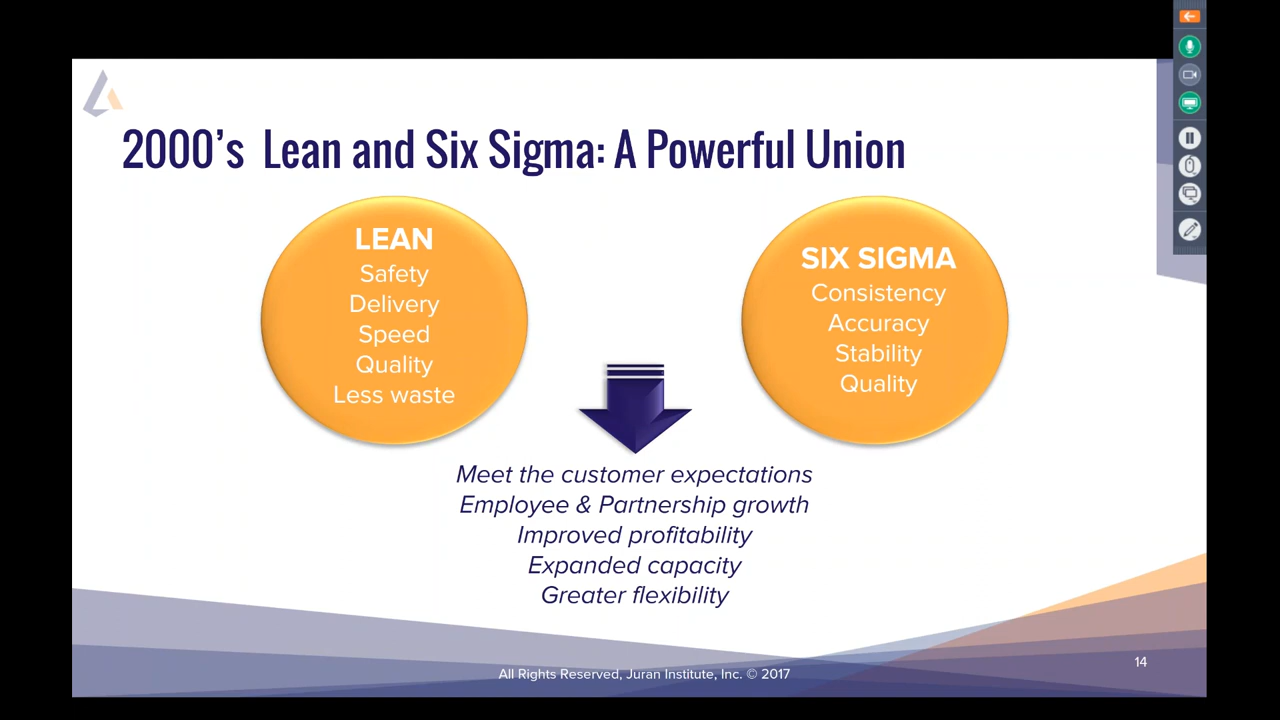 2000's Lean and Six Sigma: A Powerful Union
LEAN
Safety
Delivery
Speed
Quality
Less waste
SIX SIGMA
Consistency
Accuracy
Stability
Quality
Meet the customer expectations
Employee & Partnership growth
Improved profitability
Expanded capacity
Greater flexibility
14
All Rights Reserved, Juran Institute, Inc. © 2017